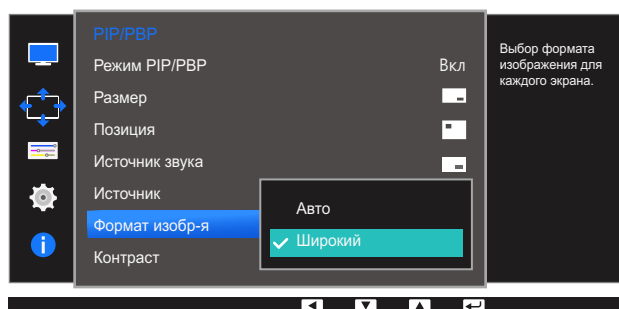 PIP/PBP
Режим PIP/PBP Вкл
Размер
Позиция
Источник звука
Источник
Формат изобр-я
Контраст
Авто
Широкий
Выбор формата
изображения для
каждого экрана.